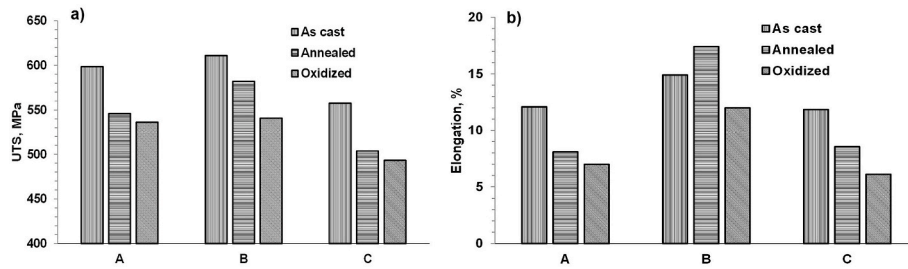 a)
650
600
550
500
450
400
UTS, MPa
As cast
Annealed
Oxidized
A B C
b)
20
15
10
5
0
Elongation, %
As cast
Annealed
Oxidized
A B C